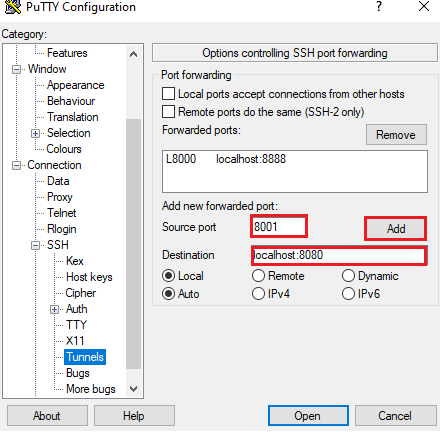 PuTTY Configuration
?
×
Category:
Features
Window
Appearance
Behaviour
Translation
Selection
Colours
Connection
Data
Proxy
Telnet
Rlogin
SSH
Kex
Host keys
Cipher
Auth
TTY
X11
Tunnels
Bugs
More bugs
Options controlling SSH port forwarding
Port forwarding
Local ports accept connections from other hosts
Remote ports do the same (SSH-2 only)
Forwarded ports:
Remove
L8000 localhost:8888
Add new forwarded port:
Source port 8001 Add
Destination localhost:8080
Local Remote Dynamic
Auto IPv4 IPv6
About Help Open Cancel